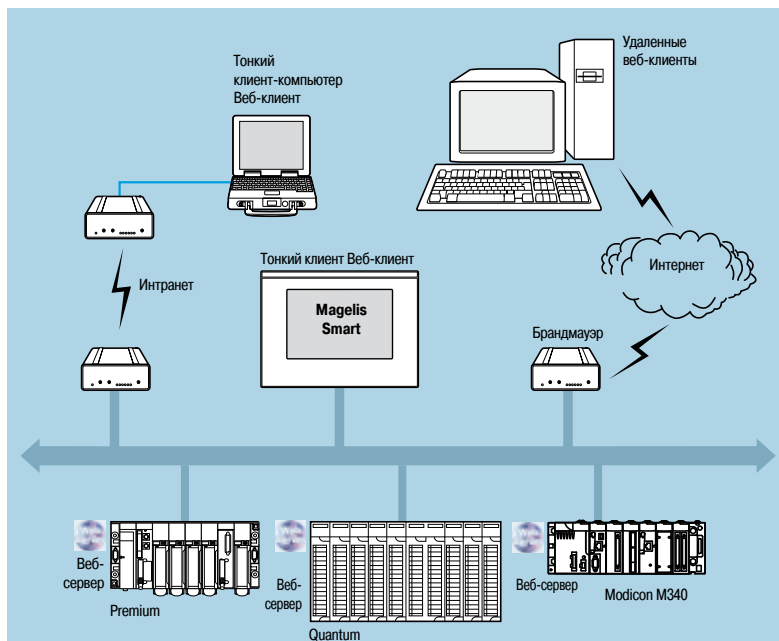 Тонкий
клиент-компьютер
Веб-клиент
Удаленные
веб-клиенты
Интранет
Тонкий клиент Веб-клиент
Magelis
Smart
Интернет
Брандмауэр
Веб-
сервер
Premium
Веб-
сервер
Quantum
Веб-сервер
Modicon M340